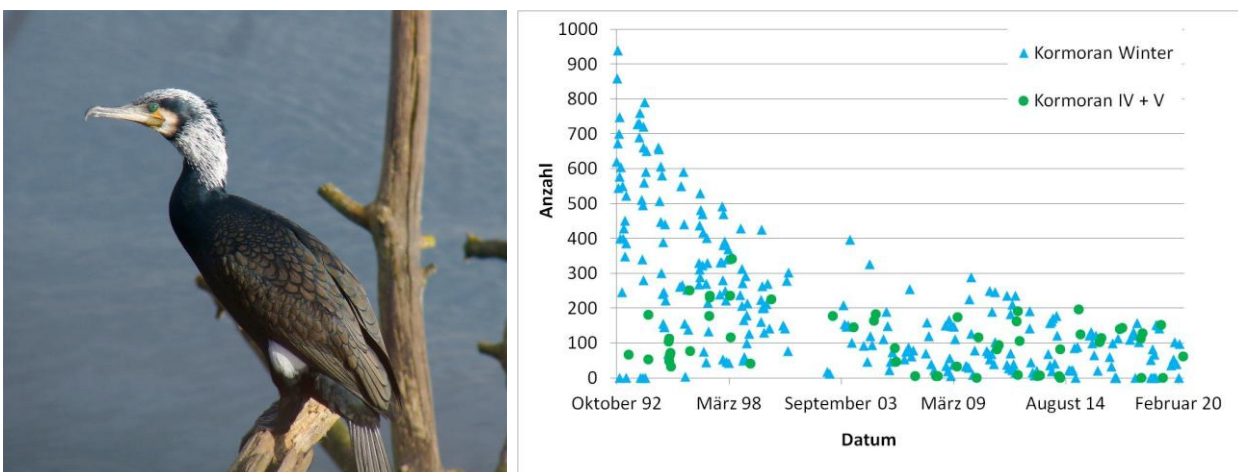 1000
900
800
700
600
500
400
300
200
100
0
Anzahl
Kormoran Winter
Kormoran IV + V
Oktober 92 März 98 September 03 März 09 August 14 Februar 20
Datum